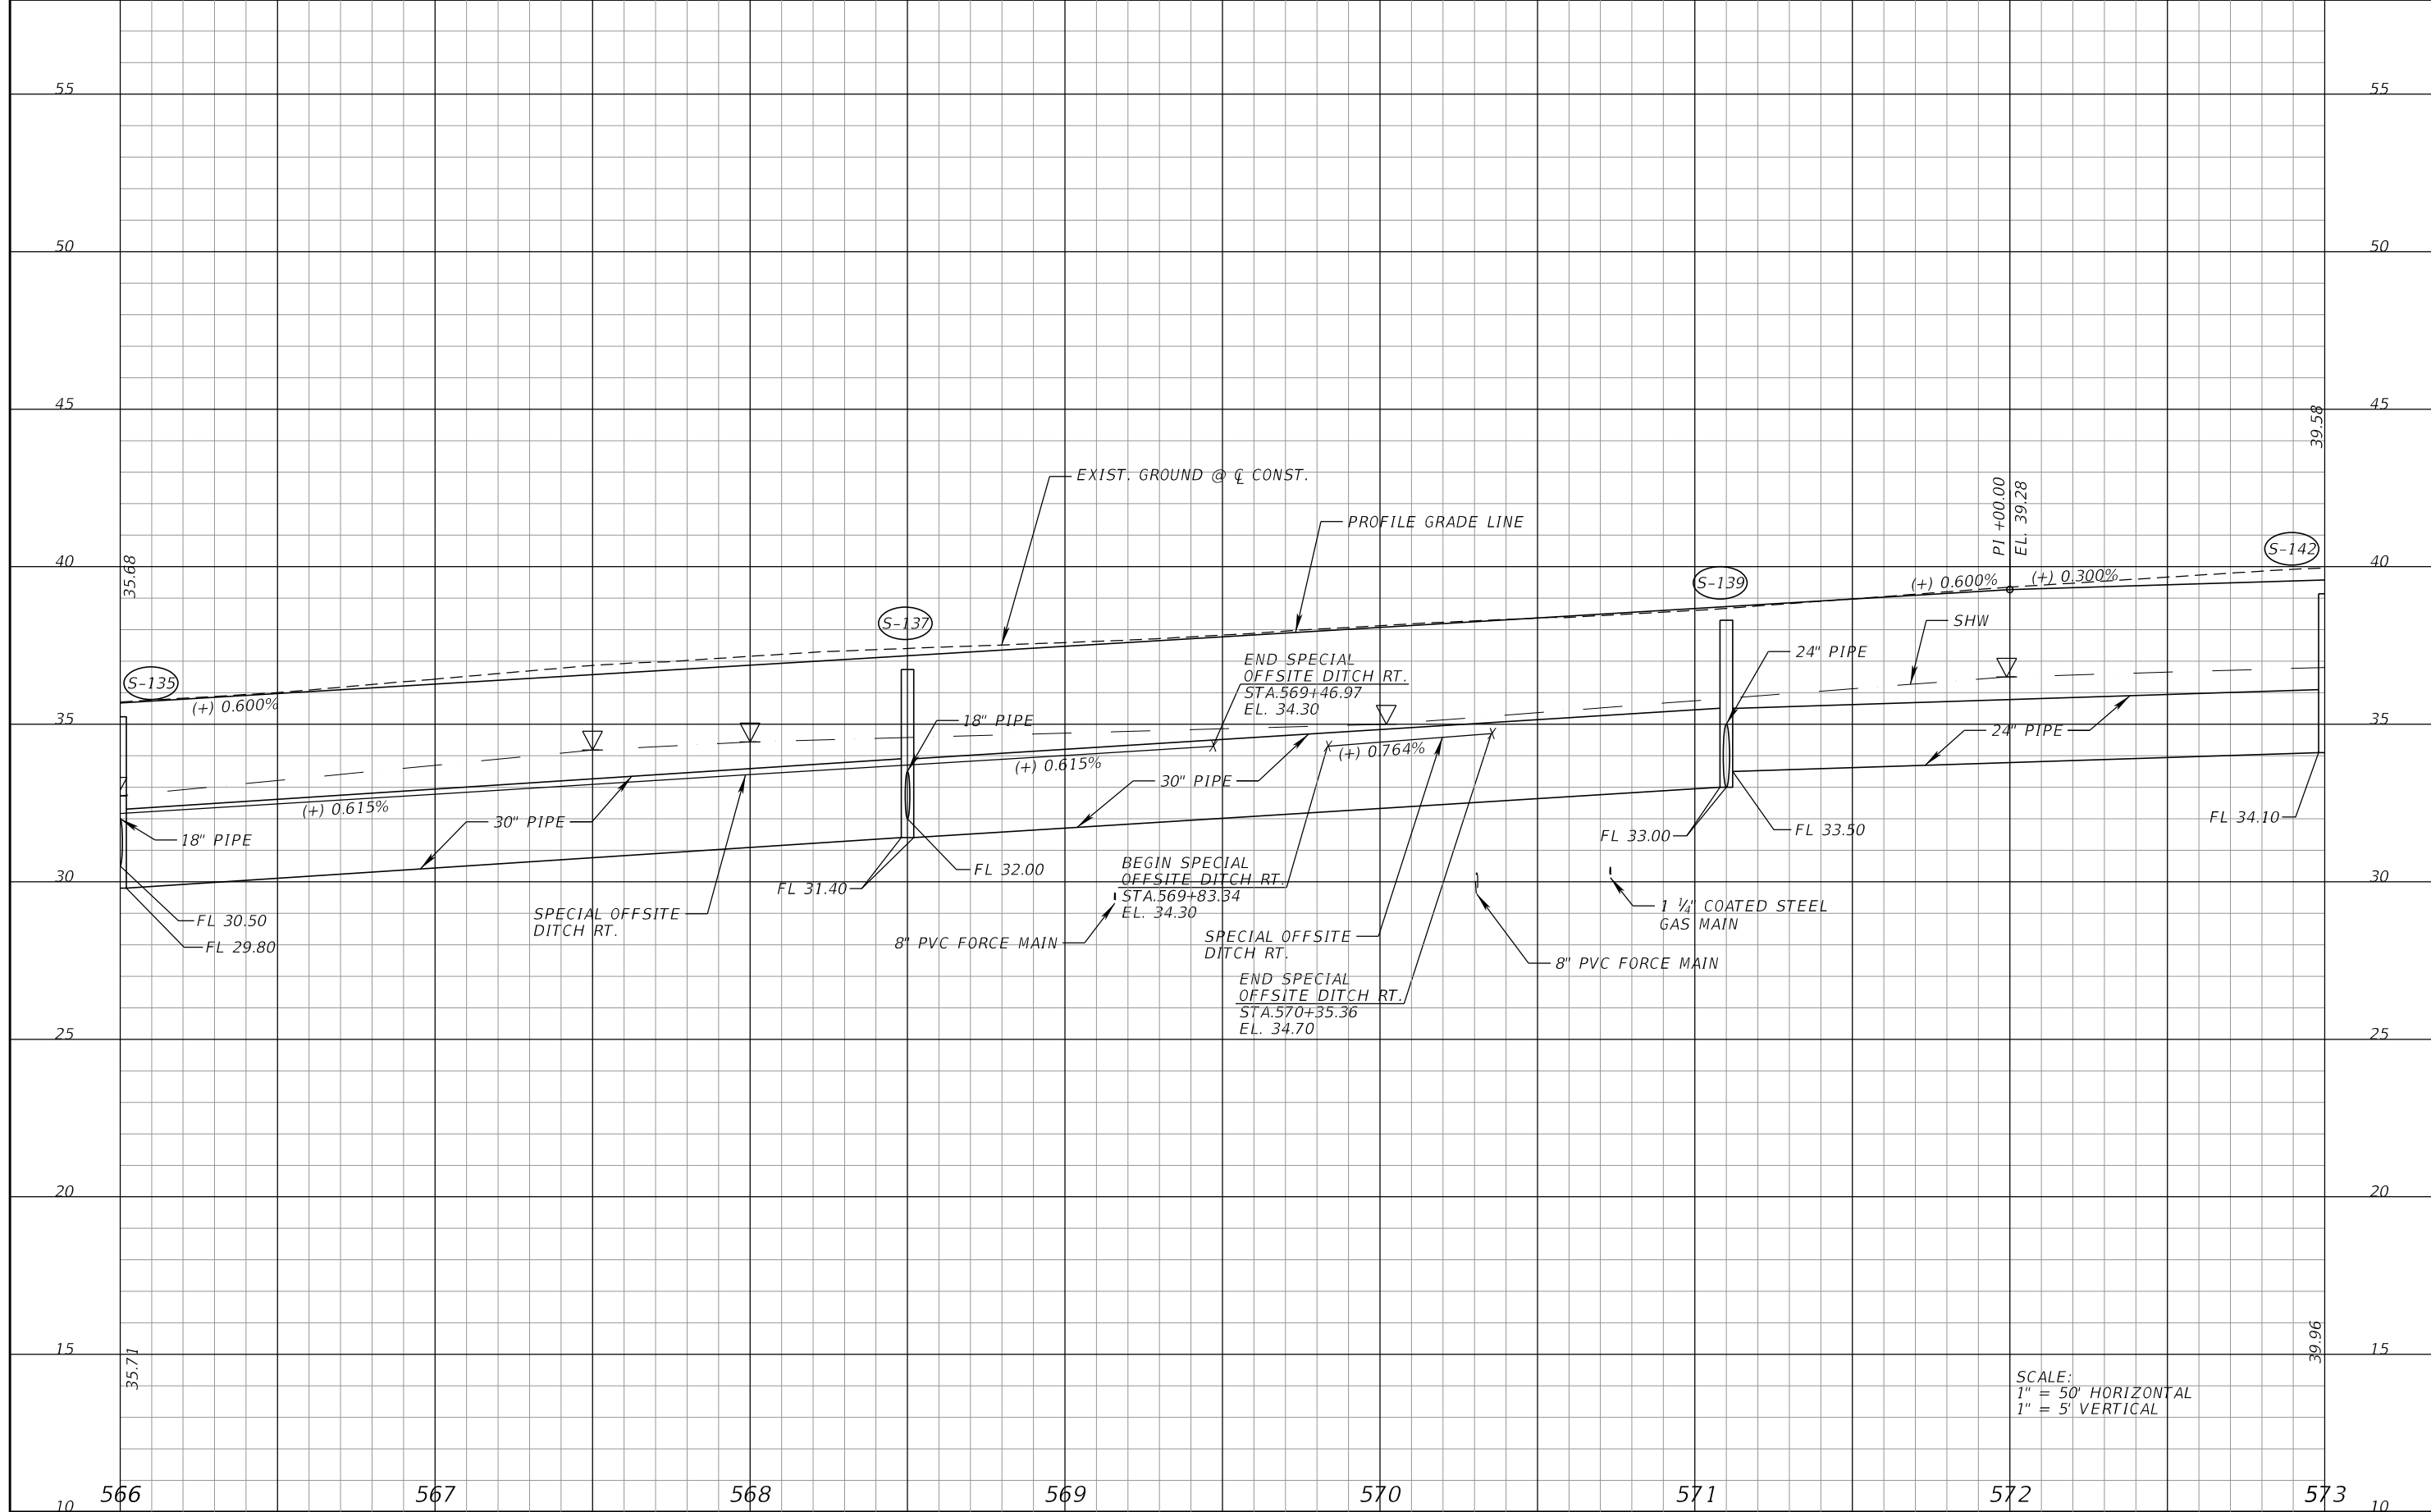 55
55
50
50
45
45
39.58
EXIST. GROUND @ ℄ CONST.
PI +00.00
EL. 39.28
PROFILE GRADE LINE
S-142
40
35.68
40
(+) 0.600%
(+) 0.300%
S-139
S-137
SHW
24" PIPE
END SPECIAL
OFFSITE DITCH RT.
STA.569+46.97
EL. 34.30
S-135
(+) 0.600%
35
18" PIPE
35
24" PIPE
(+) 0.764%
(+) 0.615%
30" PIPE
(+) 0.615%
30" PIPE
FL 34.10
18" PIPE
FL 33.00
FL 33.50
30
FL 32.00
BEGIN SPECIAL
OFFSITE DITCH RT.
STA.569+83.34
EL. 34.30
30
FL 31.40
FL 30.50
FL 29.80
SPECIAL OFFSITE
DITCH RT.
8" PVC FORCE MAIN
1 ¼" COATED STEEL
GAS MAIN
SPECIAL OFFSITE
DITCH RT.
8" PVC FORCE MAIN
END SPECIAL
OFFSITE DITCH RT.
STA.570+35.36
EL. 34.70
25
25
20
20
15
35.71
39.96
15
SCALE:
1" = 50' HORIZONTAL
1" = 5' VERTICAL
10
566
567
568
569
570
571
572
573
10